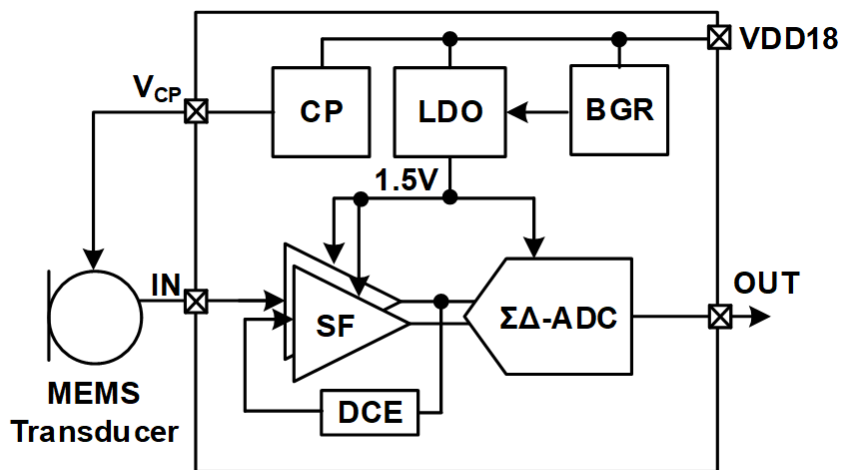 VDD18
V_CP
CP
LDO
BGR
1.5V
IN
OUT
SF
ΣΔ-ADC
DCE
MEMS
Transducer